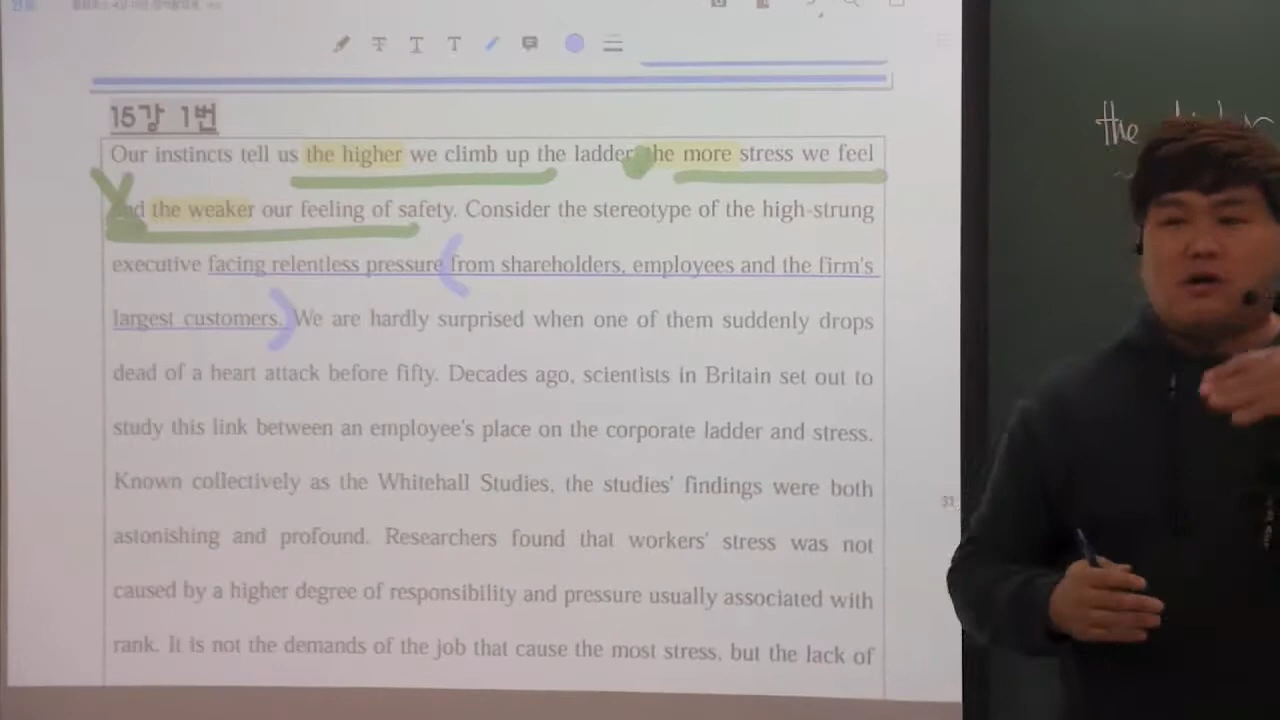 15강 1번
Our instincts tell us the higher we climb up the ladder, the more stress we feel
and the weaker our feeling of safety. Consider the stereotype of the high-strung
executive facing relentless pressure from shareholders, employees and the firm's
largest customers. We are hardly surprised when one of them suddenly drops
dead of a heart attack before fifty. Decades ago, scientists in Britain set out to
study this link between an employee's place on the corporate ladder and stress.
Known collectively as the Whitehall Studies, the studies' findings were both
astonishing and profound. Researchers found that workers' stress was not
caused by a higher degree of responsibility and pressure usually associated with
rank. It is not the demands of the job that cause the most stress, but the lack of
the